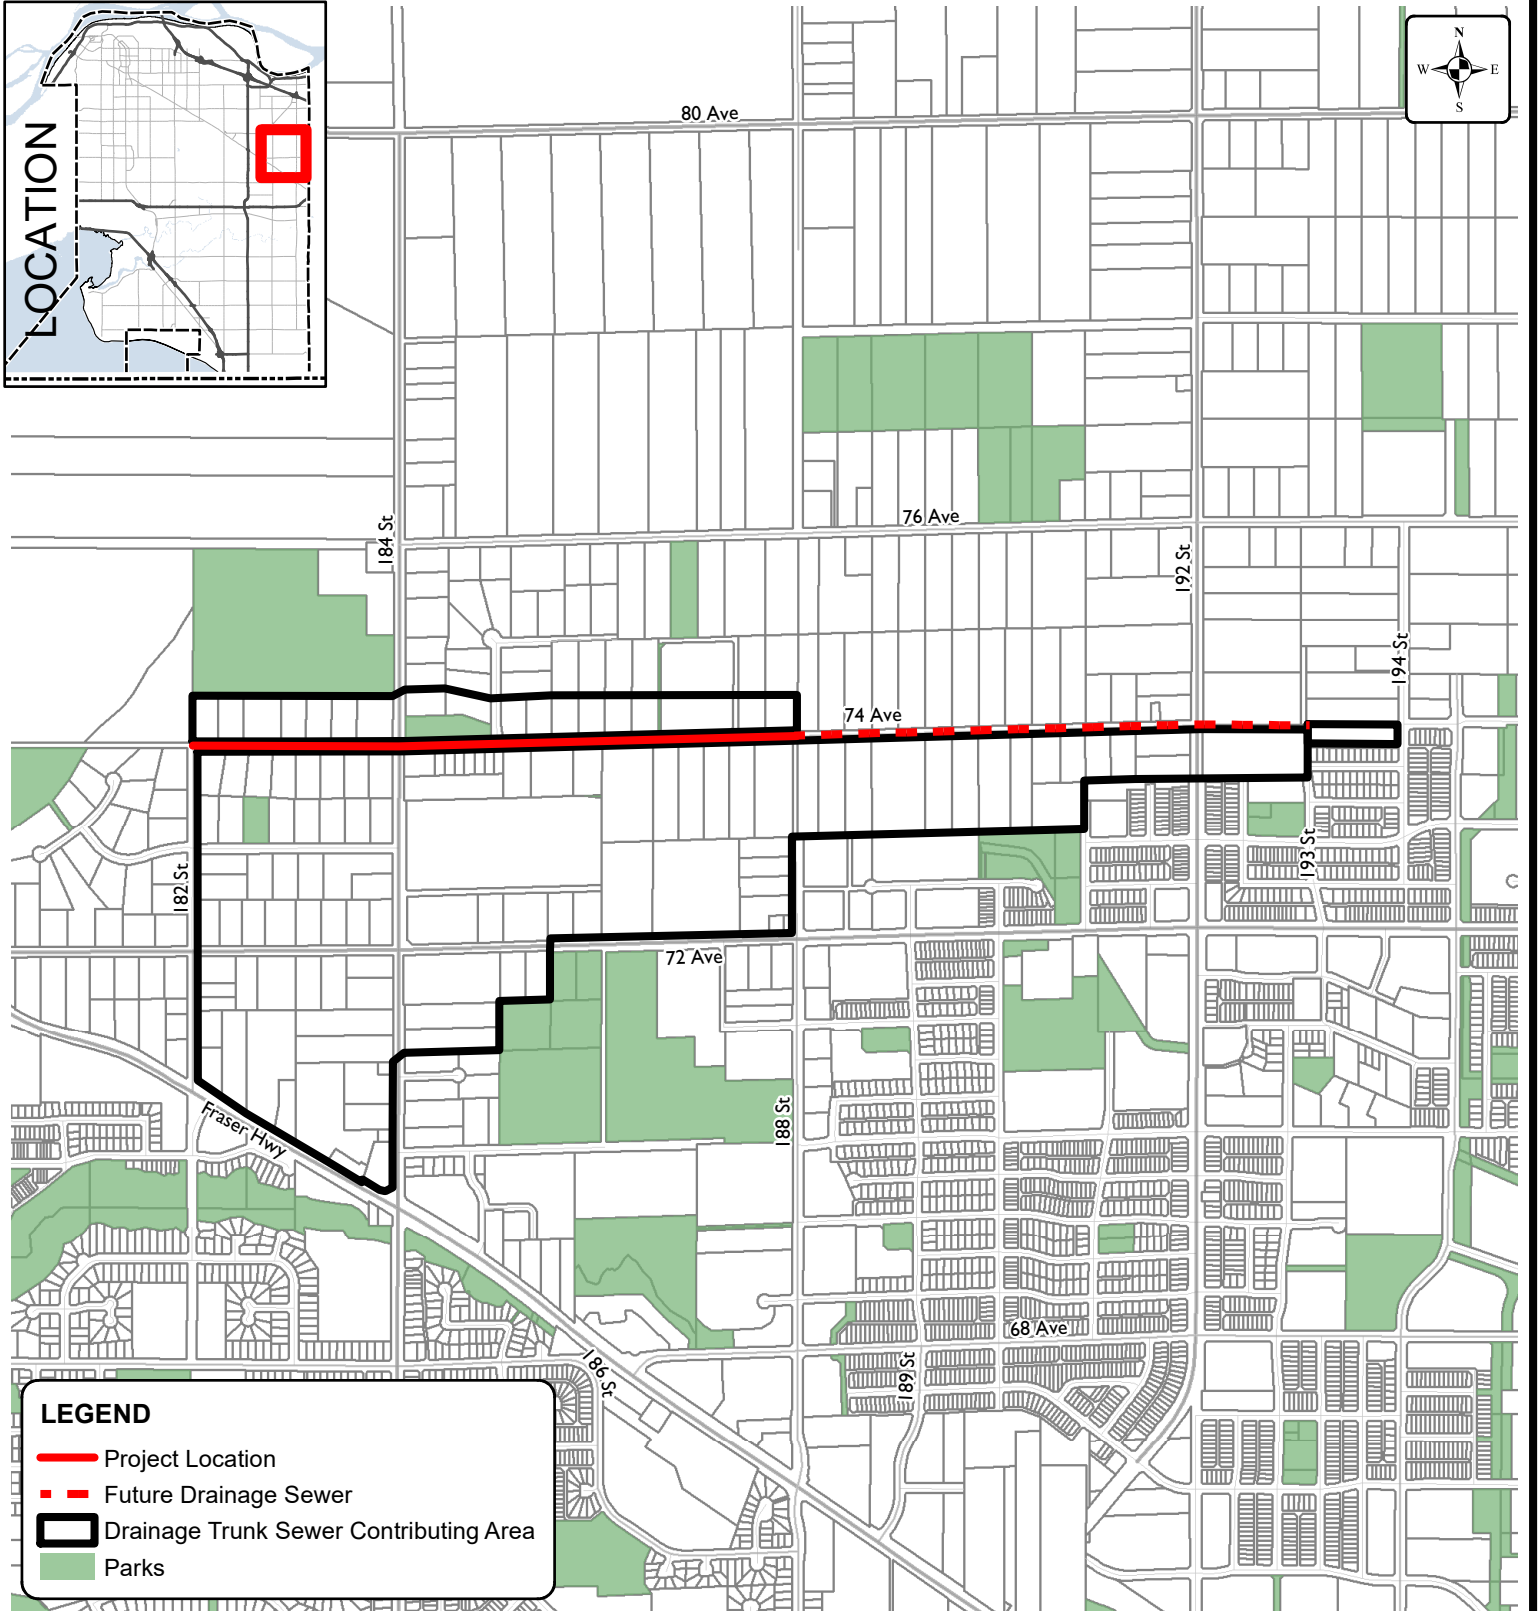 LOCATION
N
W E
S
80 Ave
76 Ave
184 St
192 St
194 St
74 Ave
182 St
193 St
72 Ave
Fraser Hwy
188 St
68 Ave
186 St
189 St
LEGEND
Project Location
Future Drainage Sewer
Drainage Trunk Sewer Contributing Area
Parks